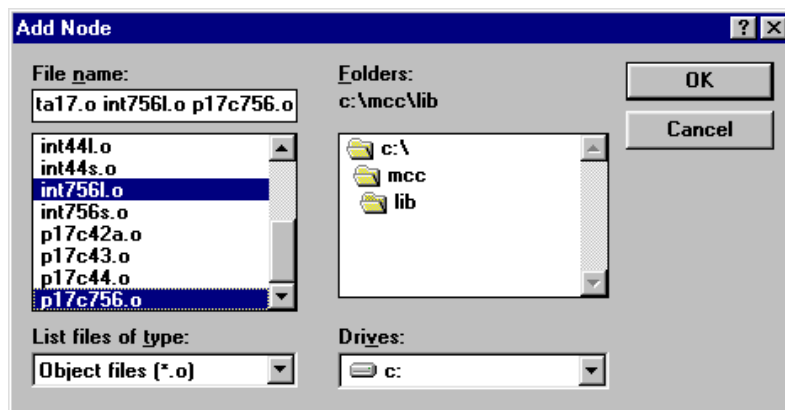 Add Node
File name:
ta17.o int756l.o p17c756.o
int44l.o
int44s.o
int756l.o
int756s.o
p17c42a.o
p17c43.o
p17c44.o
p17c756.o
List files of type:
Object files (*.o)
Folders:
c:\mcc\lib
c:\
mcc
lib
Drives:
c:
OK
Cancel